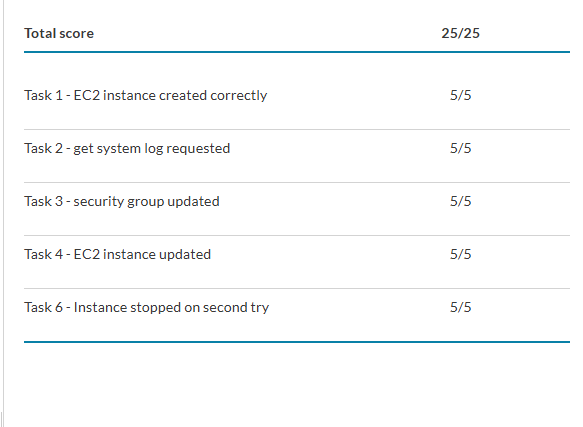 Total score 25/25
Task 1 - EC2 instance created correctly 5/5
Task 2 - get system log requested 5/5
Task 3 - security group updated 5/5
Task 4 - EC2 instance updated 5/5
Task 6 - Instance stopped on second try 5/5